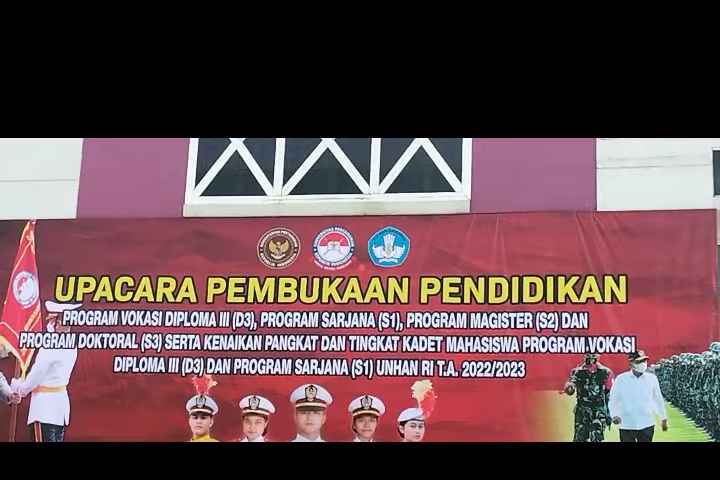 UPACARA PEMBUKAAN PENDIDIKAN
PROGRAM VOKASI DIPLOMA III (D3), PROGRAM SARJANA (S1), PROGRAM MAGISTER (S2) DAN
PROGRAM DOKTORAL (S3) SERTA KENAIKAN PANGKAT DAN TINGKAT KADET MAHASISWA PROGRAM VOKASI
DIPLOMA III (D3) DAN PROGRAM SARJANA (S1) UNHAN RI T.A. 2022/2023